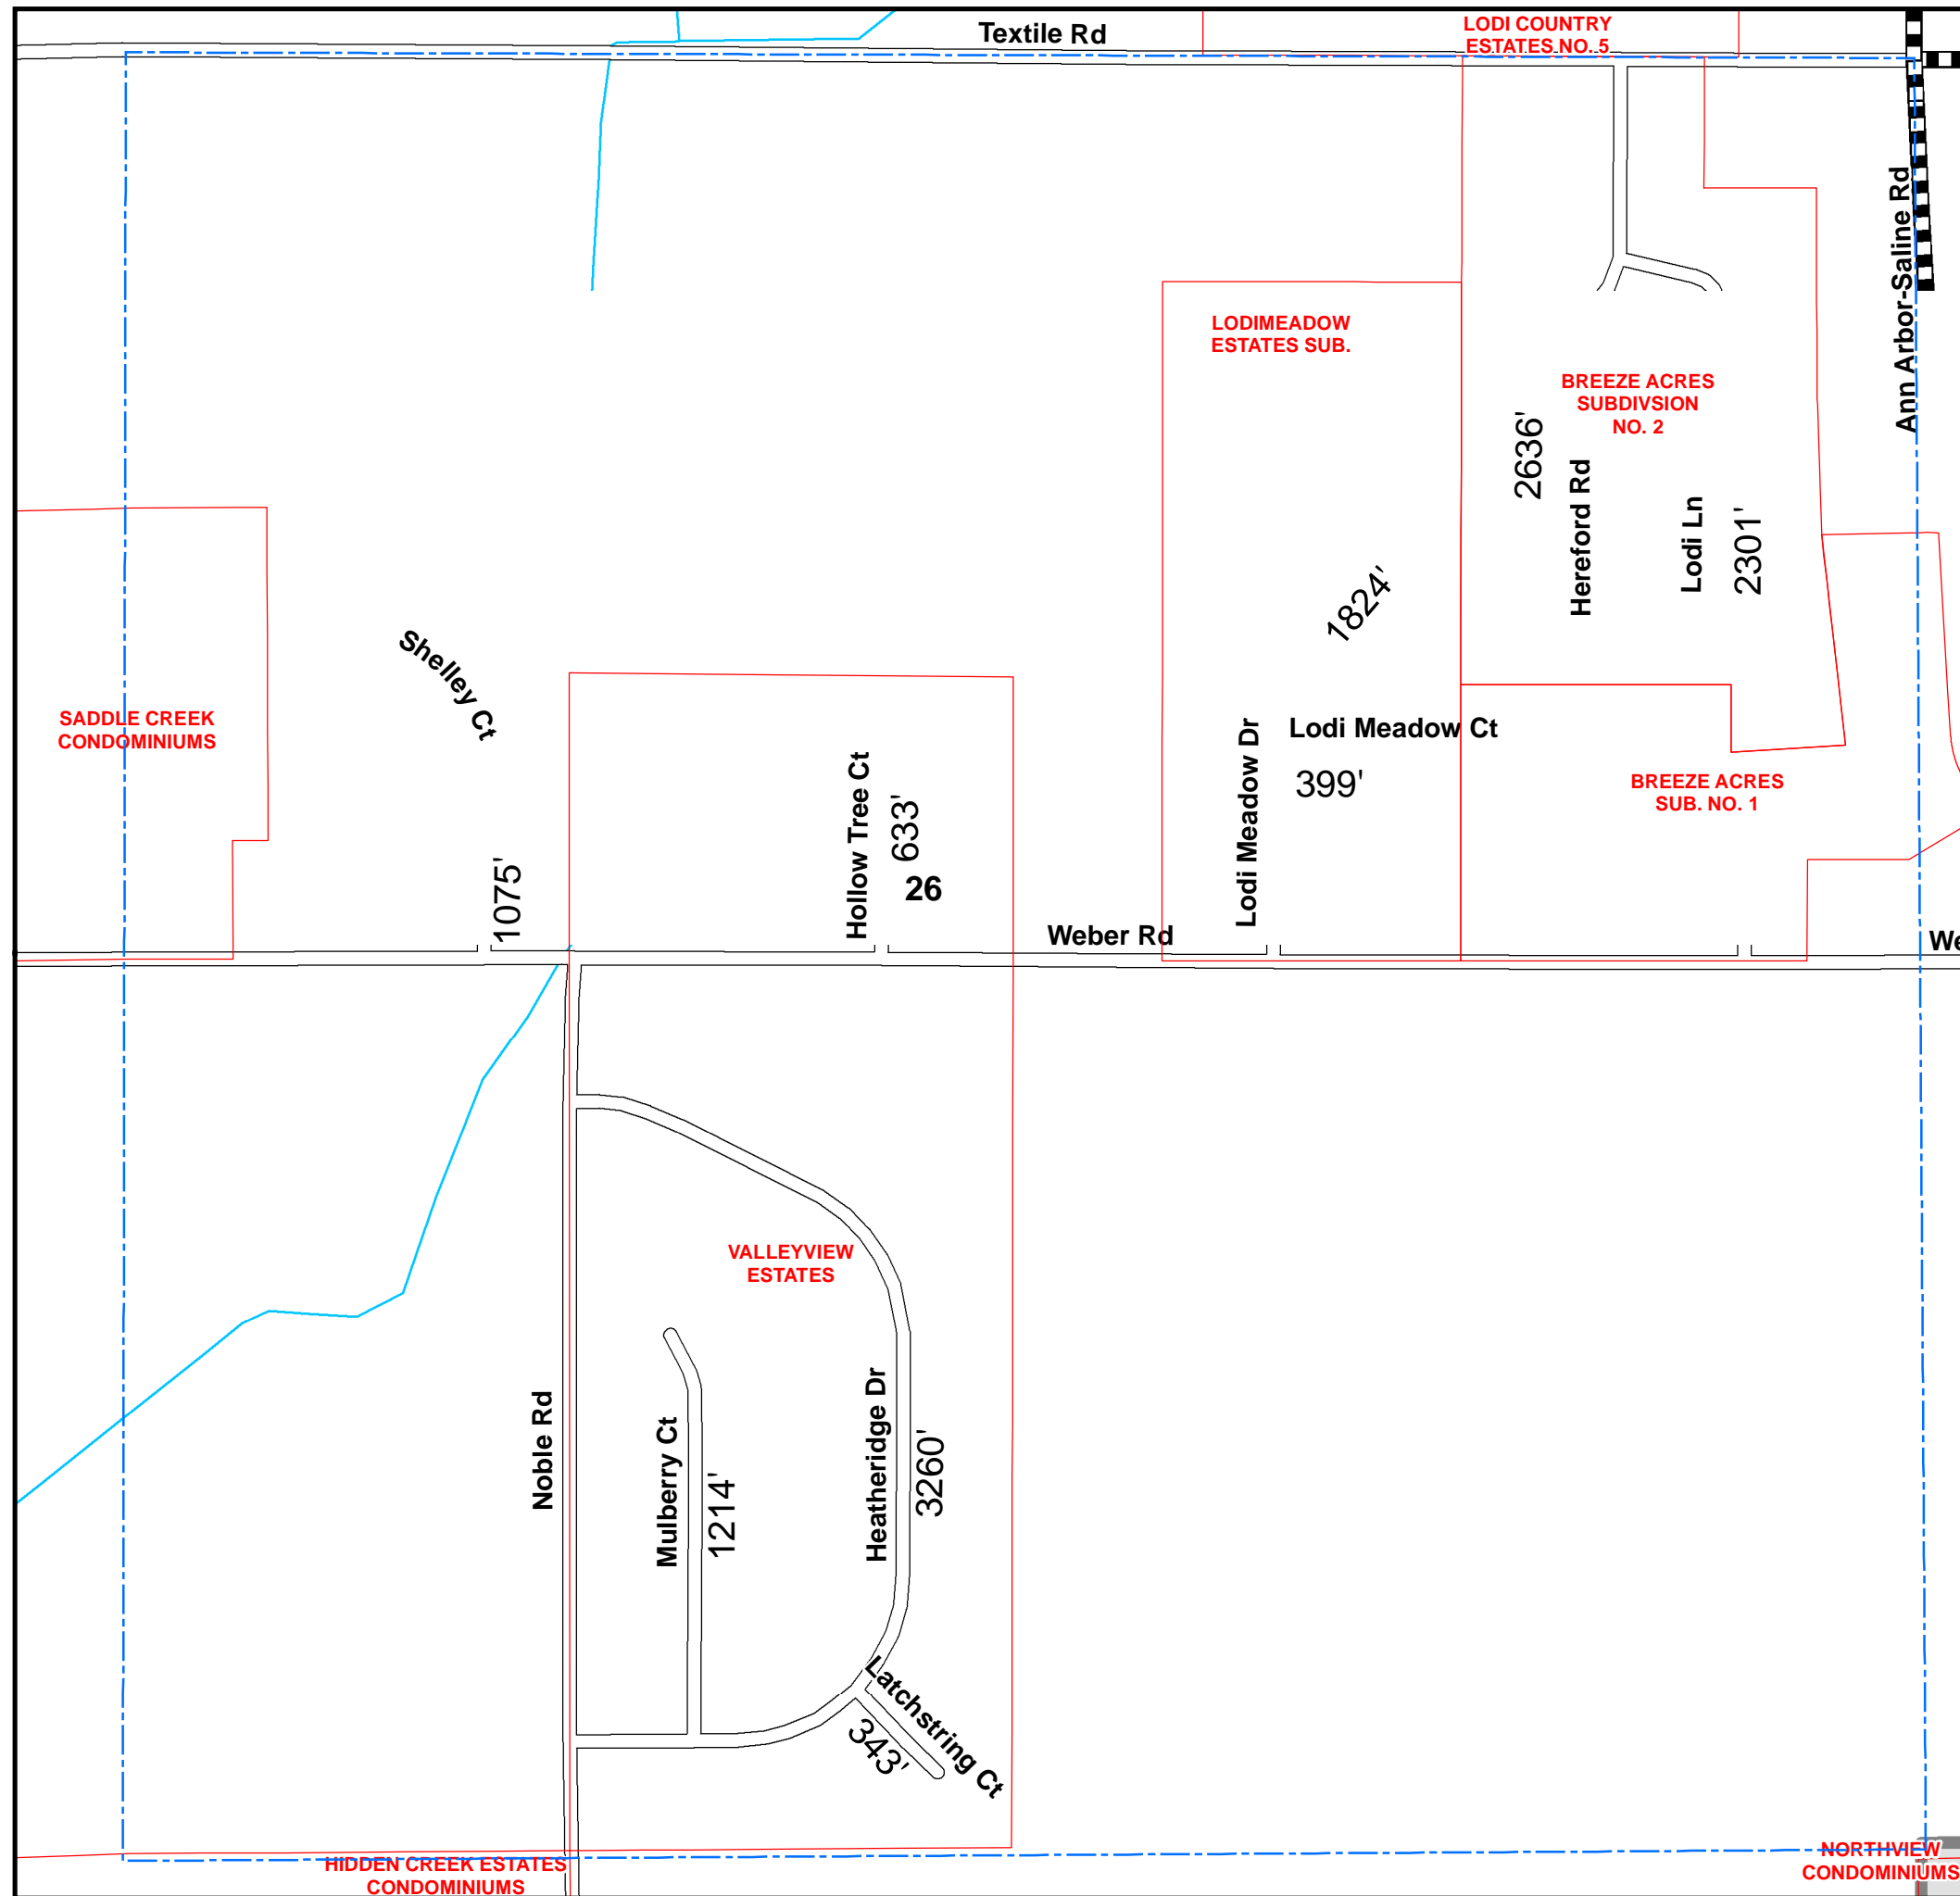 Textile Rd
LODI COUNTRY
ESTATES NO. 5
Ann Arbor-Saline Rd
LODIMEADOW
ESTATES SUB.
BREEZE ACRES
SUBDIVSION
NO. 2
2636'
Hereford Rd
Lodi Ln
2301'
1824'
Shelley Ct
SADDLE CREEK
CONDOMINIUMS
Lodi Meadow Dr
Lodi Meadow Ct
399'
BREEZE ACRES
SUB. NO. 1
Hollow Tree Ct
633'
26
1075'
Weber Rd
We
VALLEYVIEW
ESTATES
Noble Rd
Mulberry Ct
1214'
Heatheridge Dr
3260'
Latchstring Ct
343'
HIDDEN CREEK ESTATES
CONDOMINIUMS
NORTHVIEW
CONDOMINIUMS